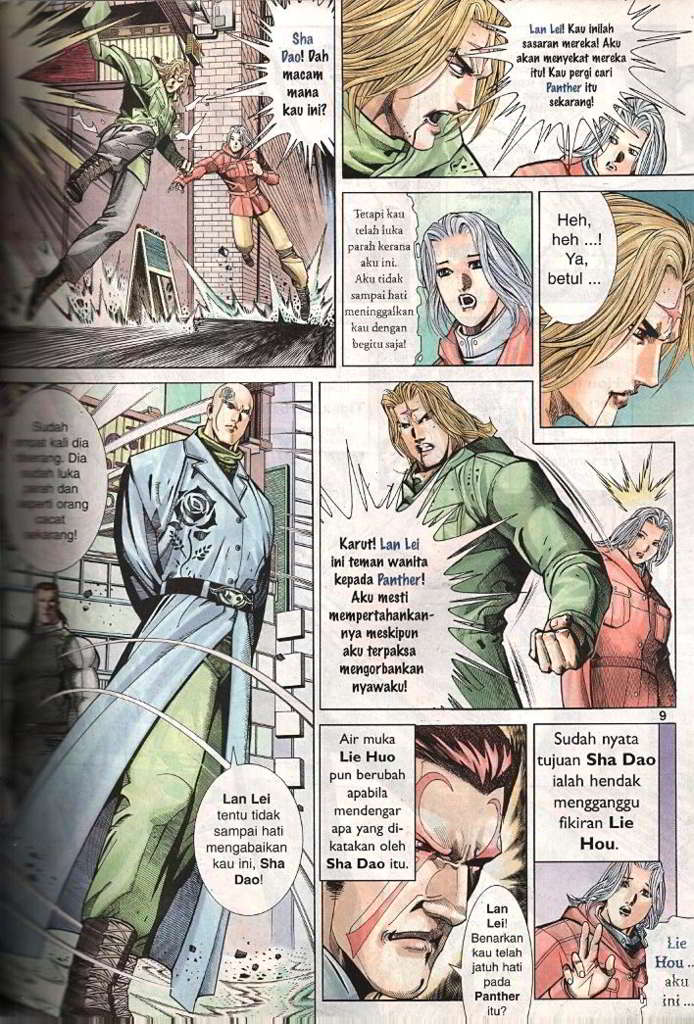 Sha
Dao! Dah
macam
mana
kau ini?
Lan Lei! Kau inilah
sasaran mereka! Aku
akan menyekat mereka
itu! Kau pergi cari
Panther itu
sekarang!
Tetapi kau
telah luka
parah kerana
aku ini.
Aku tidak
sampai hati
meninggalkan
kau dengan
begitu saja!
Heh,
heh ...!
Ya,
betul ...
Sudah
empat kali dia
diserang. Dia
sudah luka
parah dan
seperti orang
cacat
sekarang!
Karut! Lan Lei
ini teman wanita
kepada Panther!
Aku mesti
mempertahankan-
nya meskipun
aku terpaksa
mengorbankan
nyawaku!
9
Lan Lei
tentu tidak
sampai hati
mengabaikan
kau ini, Sha
Dao!
Air muka
Lie Huo
pun berubah
apabila
mendengar
apa yang di-
katakan oleh
Sha Dao itu.
Lan
Lei!
Benarkan
kau telah
jatuh hati
pada
Panther
itu?
Sudah nyata
tujuan Sha Dao
ialah hendak
mengganggu
fikiran Lie
Hou.
Lie
Hou ..
aku
ini ...